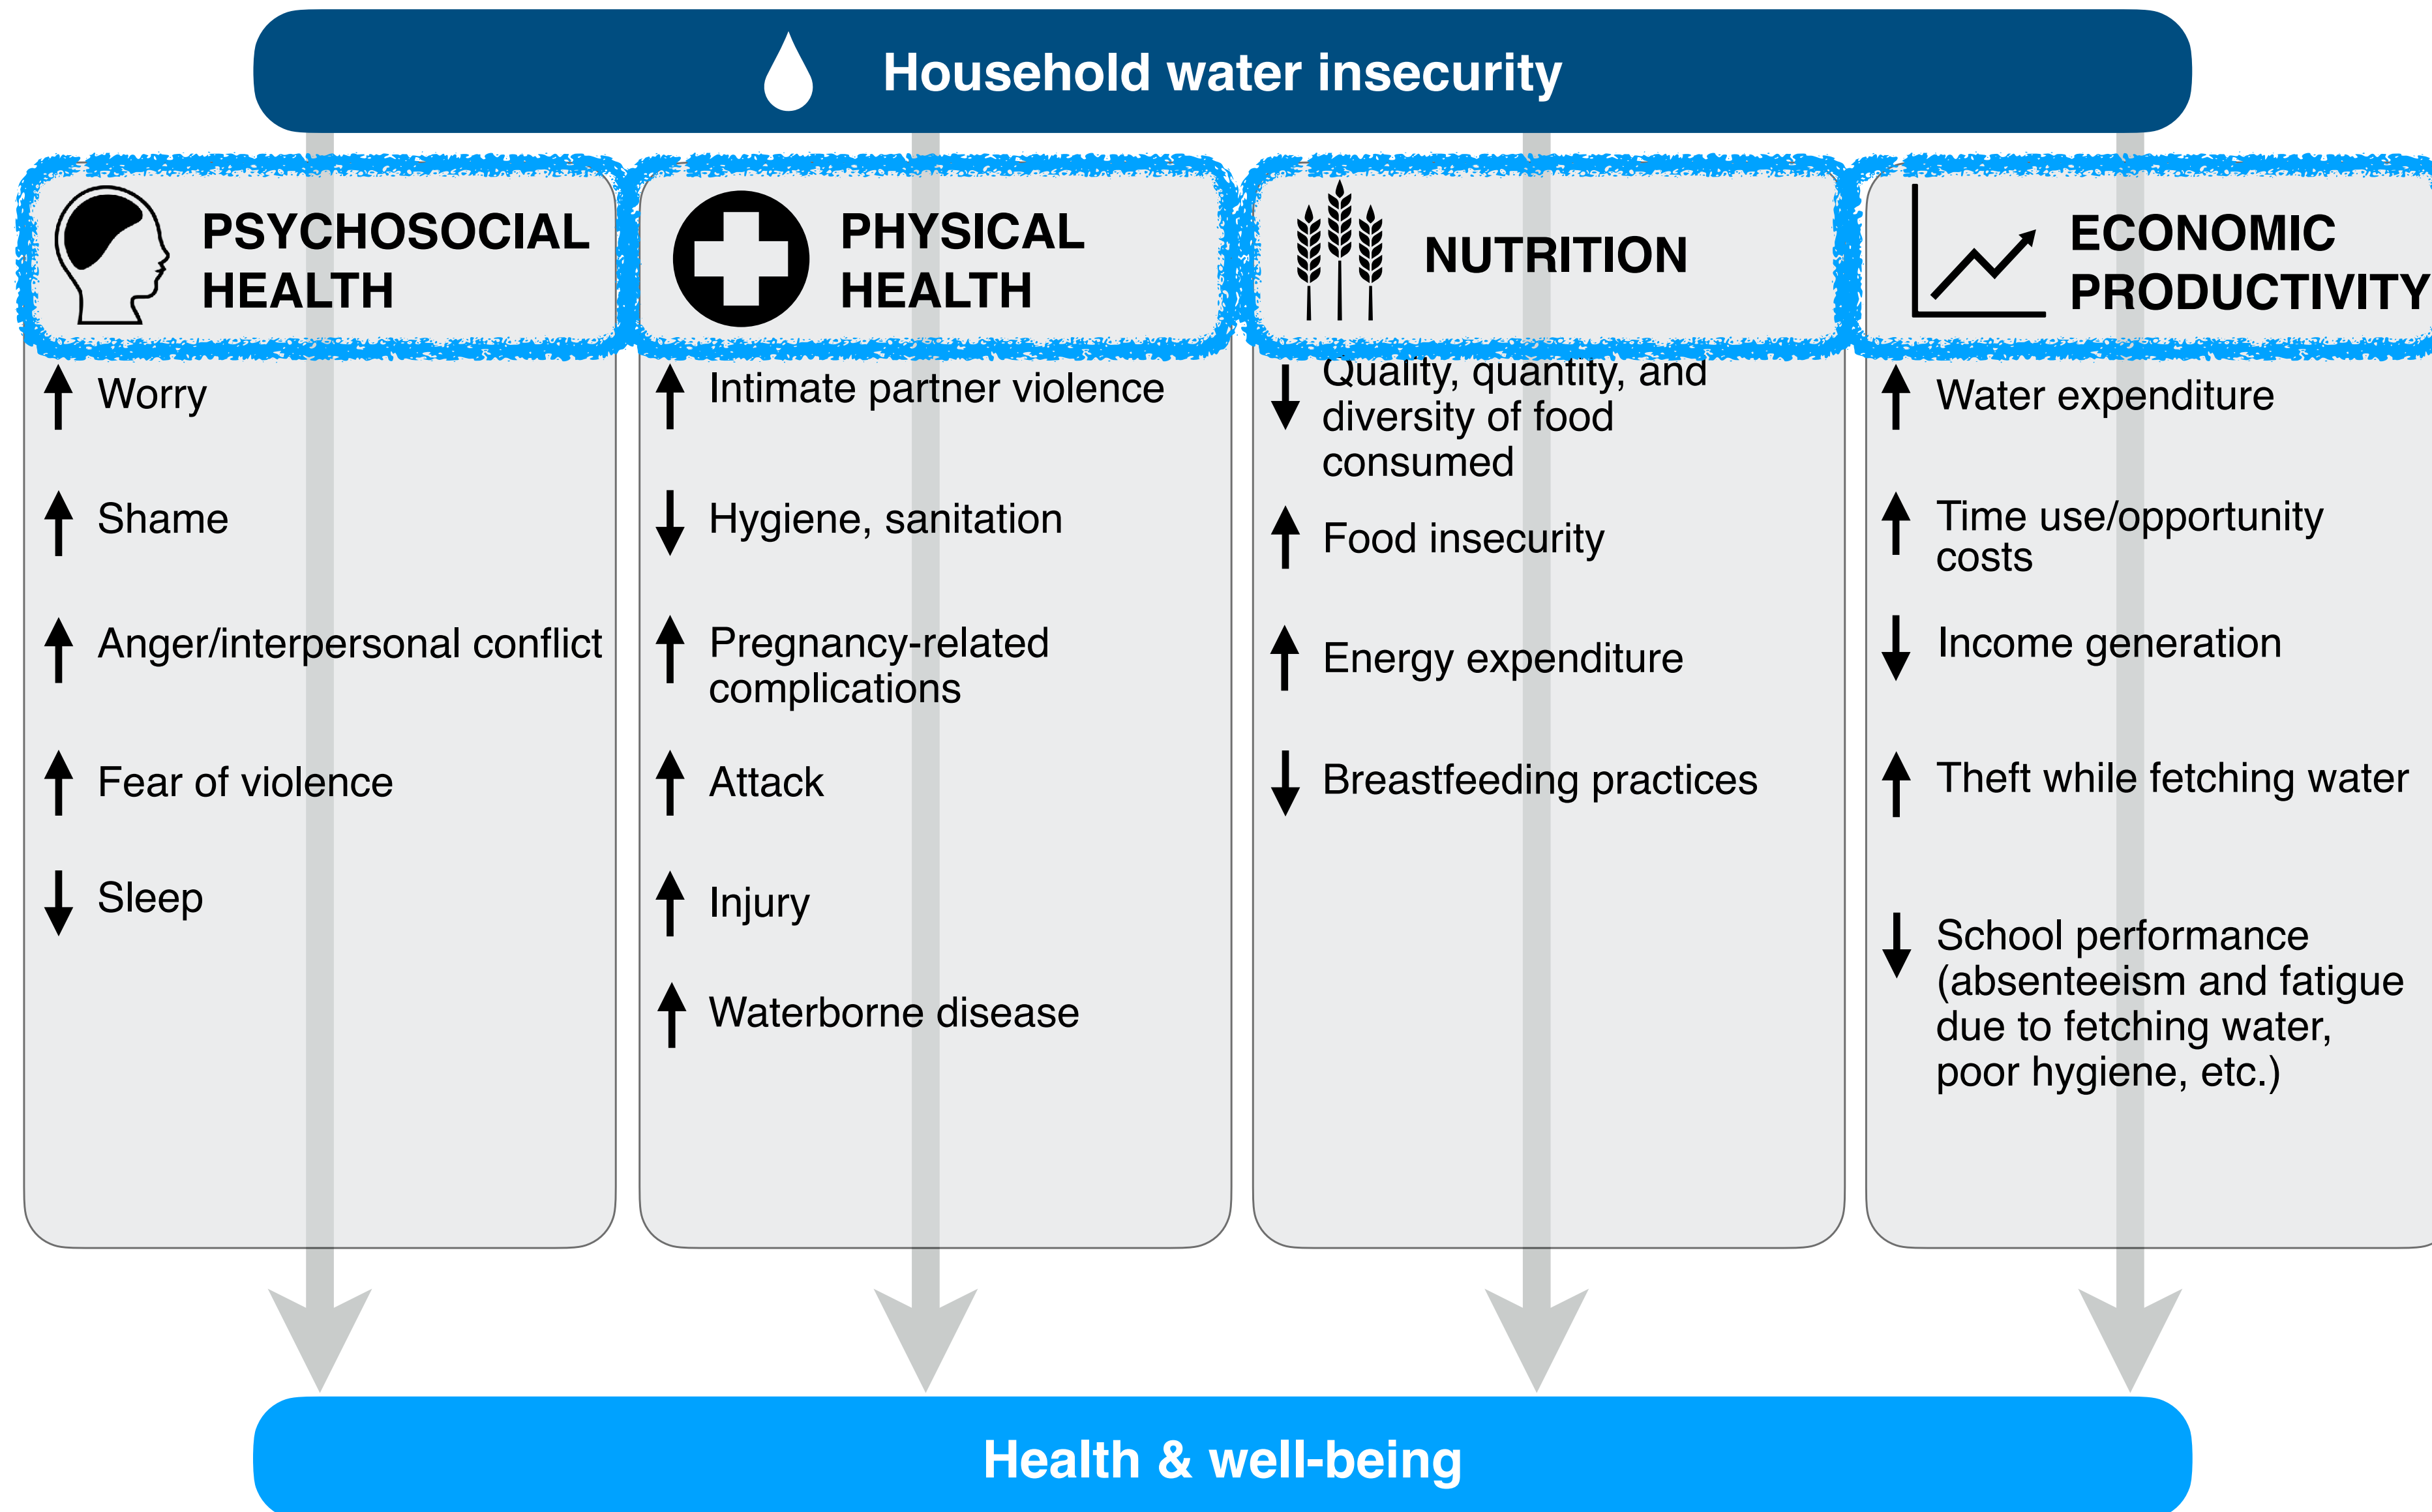 Household water insecurity
PSYCHOSOCIAL
HEALTH
Worry
Shame
Anger/interpersonal conflict
Fear of violence
Sleep
PHYSICAL
HEALTH
Intimate partner violence
Hygiene, sanitation
Pregnancy-related
complications
Attack
Injury
Waterborne disease
NUTRITION
Quality, quantity, and
diversity of food
consumed
Food insecurity
Energy expenditure
Breastfeeding practices
ECONOMIC
PRODUCTIVITY
Water expenditure
Time use/opportunity
costs
Income generation
Theft while fetching water
School performance
(absenteeism and fatigue
due to fetching water,
poor hygiene, etc.)
Health & well-being